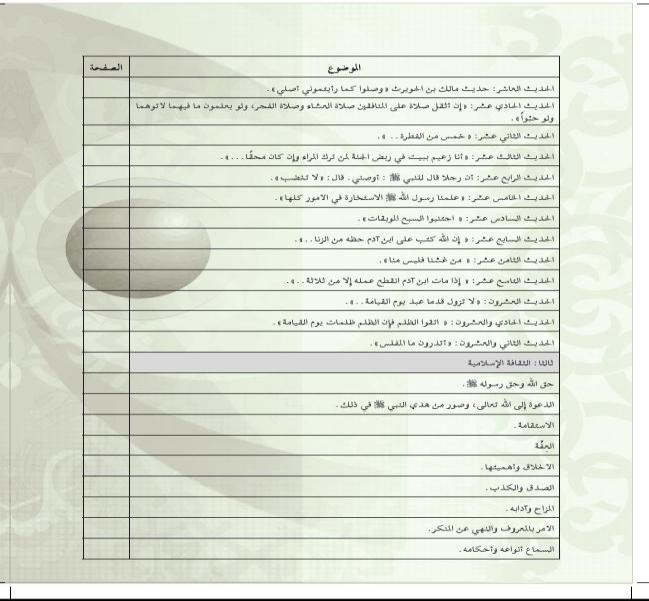 الموضوع الصفحة
الحديث العاشر: حديث مالك بن الحويرث «وصلوا كما رأيتموني أصلي».
الحديث الحادي عشر: «إن أثقل صلاة على المنافقين صلاة العشاء وصلاة الفجر، ولو يعلمون ما فيهما لأتوهما
ولو حبْواً».
الحديث الثاني عشر: «خمس من الفطرة . . ».
الحديث الثالث عشر: «أنا زعيم ببيت في ربض الجنة لمن ترك المراء وإن كان محقًا . . . ».
الحديث الرابع عشر: أن رجلا قال للنبي ﷺ : أوصني . قال : «لا تغضب».
الحديث الخامس عشر: «علمنا رسول الله ﷺ الاستخارة في الأمور كلها».
الحديث السادس عشر: « اجتنبوا السبع الموبقات».
الحديث السابع عشر: « إن الله كتب على ابن آدم حظه من الزنا . . ».
الحديث الثامن عشر: « من غشنا فليس منا».
الحديث التاسع عشر: « إذا مات ابن آدم انقطع عمله إلا من ثلاثة . . ».
الحديث العشرون: «لا تزول قدما عبد يوم القيامة . . ».
الحديث الحادي والعشرون: « اتقوا الظلم فإن الظلم ظلمات يوم القيامة».
الحديث الثاني والعشرون: «أتدرون ما المفلس».
ثالثا: الثقافة الإسلامية
حق الله وحق رسوله ﷺ .
الدعوة إلى الله تعالى، وصور من هدي النبي ﷺ في ذلك .
الاستقامة .
العفّة
الأخلاق وأهميتها .
الصدق والكذب .
المزاح وآدابه .
الأمر بالمعروف والنهي عن المنكر .
السماع أنواعه وأحكامه .